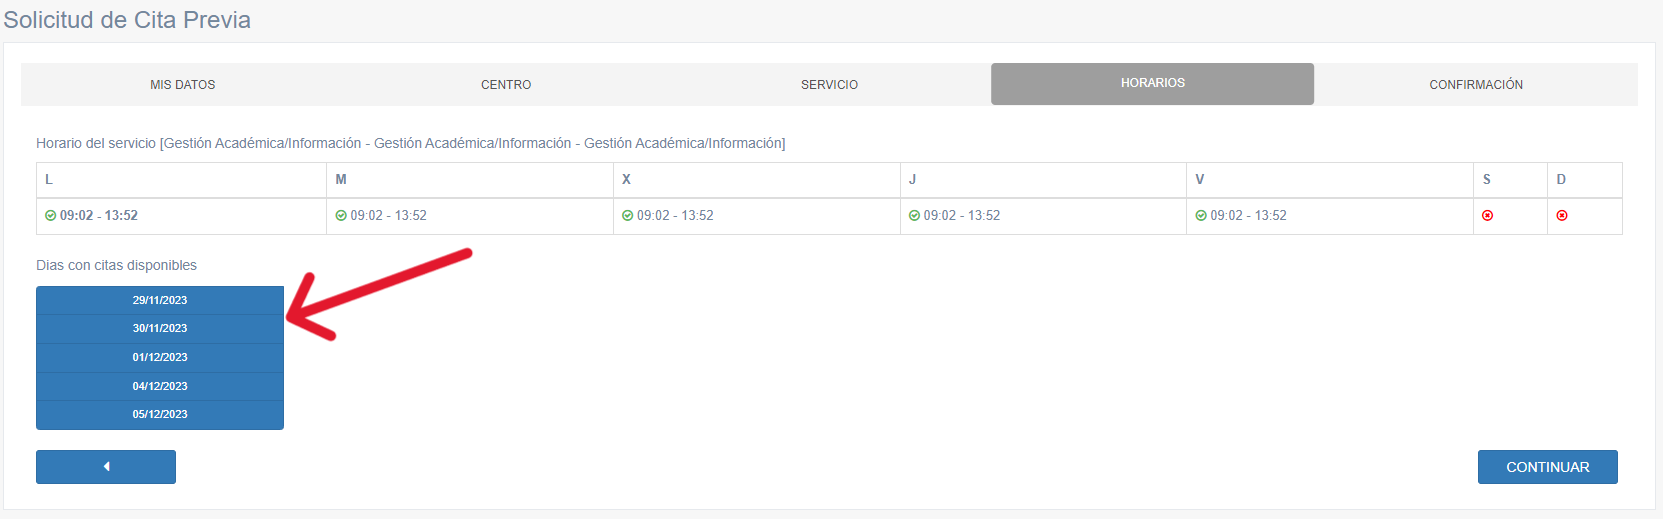 Solicitud de Cita Previa
MIS DATOS CENTRO SERVICIO HORARIOS CONFIRMACIÓN
Horario del servicio [Gestión Académica/Información - Gestión Académica/Información - Gestión Académica/Información]
L M X J V S D
09:02 - 13:52 09:02 - 13:52 09:02 - 13:52 09:02 - 13:52 09:02 - 13:52
Dias con citas disponibles
29/11/2023
30/11/2023
01/12/2023
04/12/2023
05/12/2023
CONTINUAR